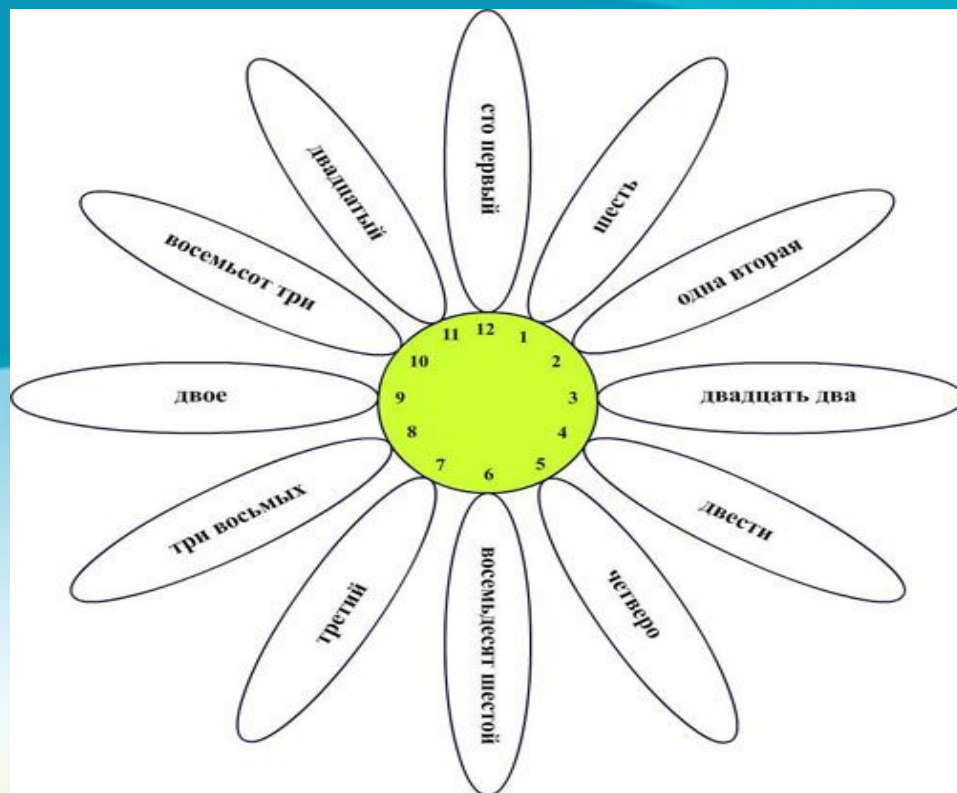 сто первый
шесть
одна вторая
двадцать два
двести
четверо
восемьдесят шестой
третий
три восьмых
двое
восемьсот три
двадцатый
12
1
2
3
4
5
6
7
8
9
10
11